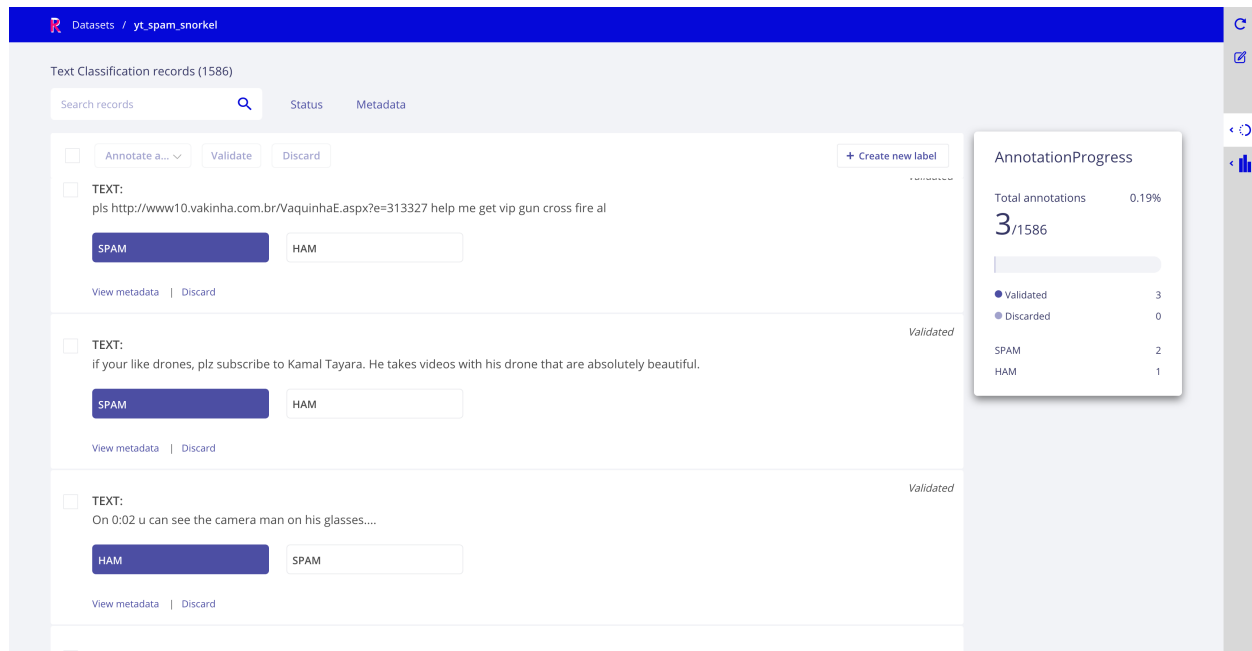 Datasets / yt_spam_snorkel
Text Classification records (1586)
Search records
Status
Metadata
Annotate a...
Validate
Discard
+ Create new label
Validated
TEXT:
pls http://www10.vakinha.com.br/VaquinhaE.aspx?e=313327 help me get vip gun cross fire al
SPAM
HAM
View metadata | Discard
Validated
TEXT:
if your like drones, plz subscribe to Kamal Tayara. He takes videos with his drone that are absolutely beautiful.
SPAM
HAM
View metadata | Discard
Validated
TEXT:
On 0:02 u can see the camera man on his glasses....
HAM
SPAM
View metadata | Discard
AnnotationProgress
Total annotations 0.19%
3/1586
Validated 3
Discarded 0
SPAM 2
HAM 1